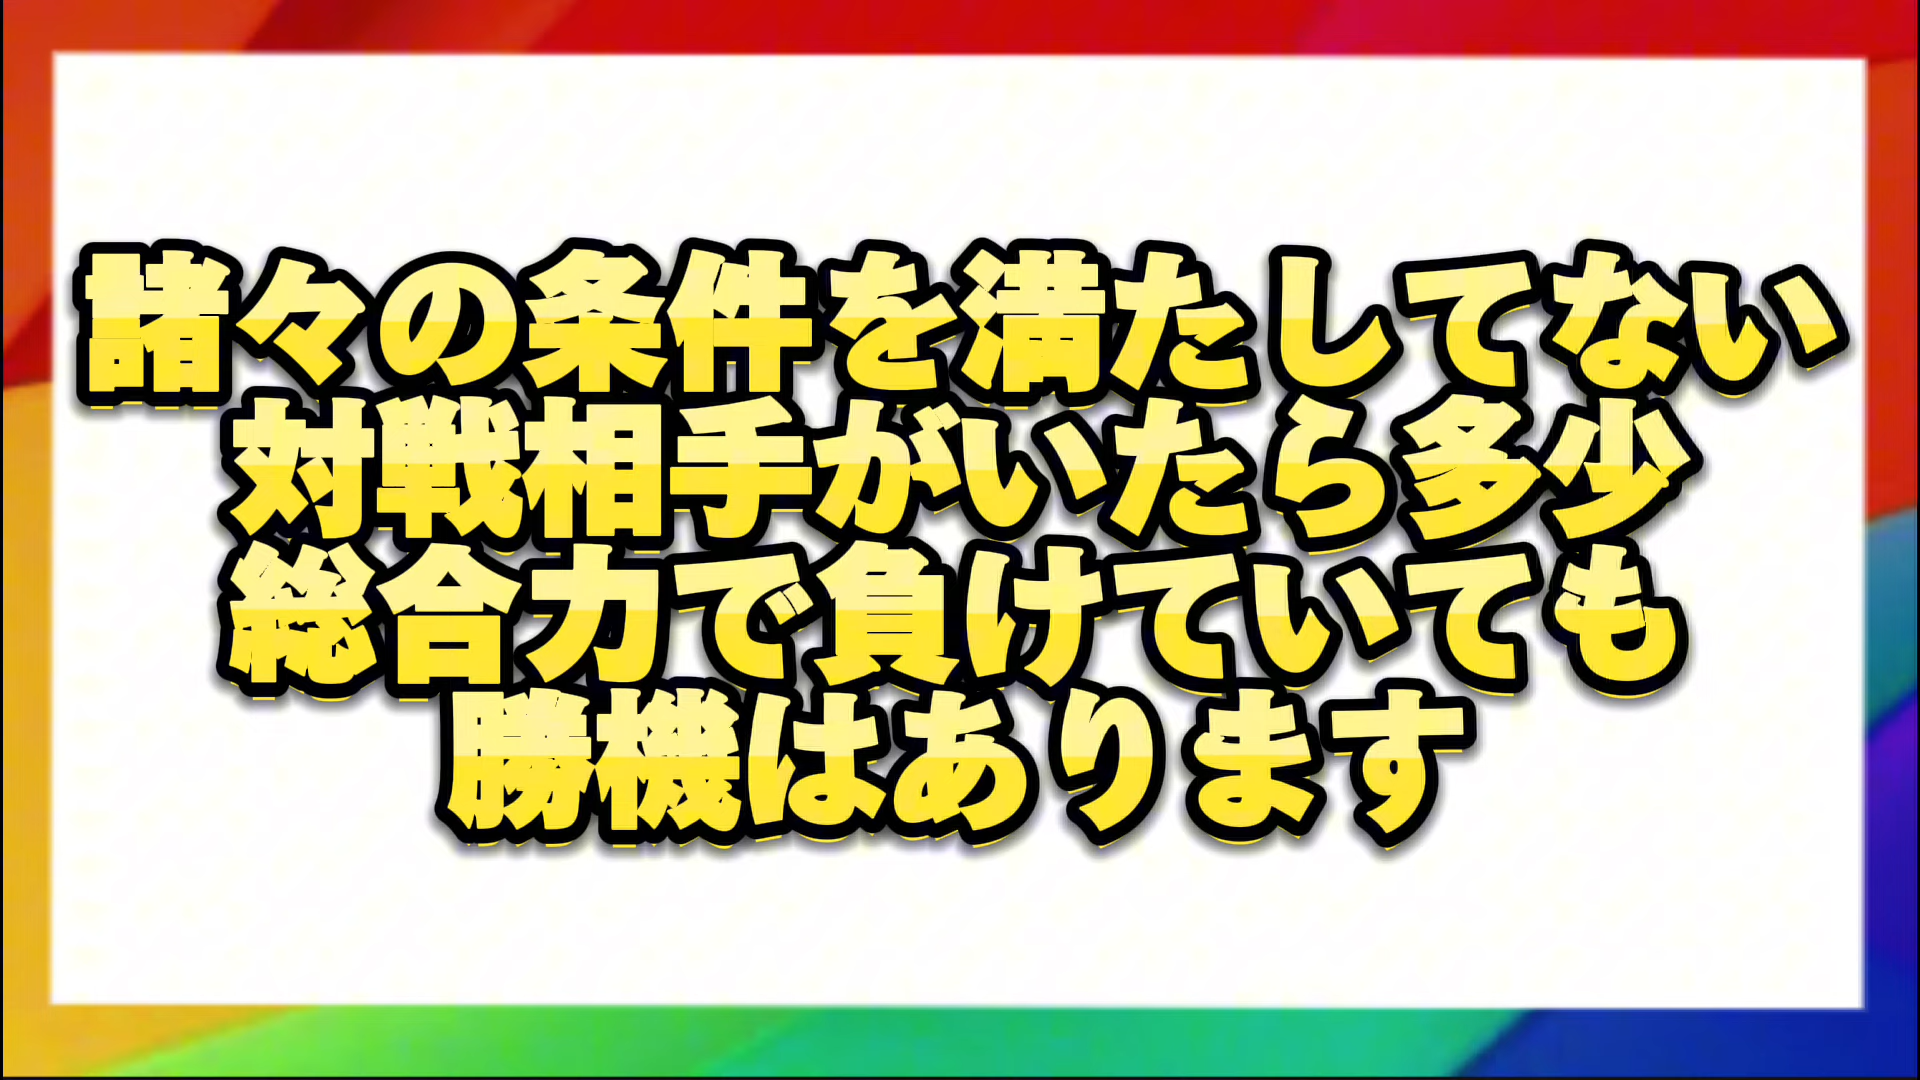 諸々の条件を満たしてない
対戦相手がいたら多少
総合力で負けていても
勝機はあります